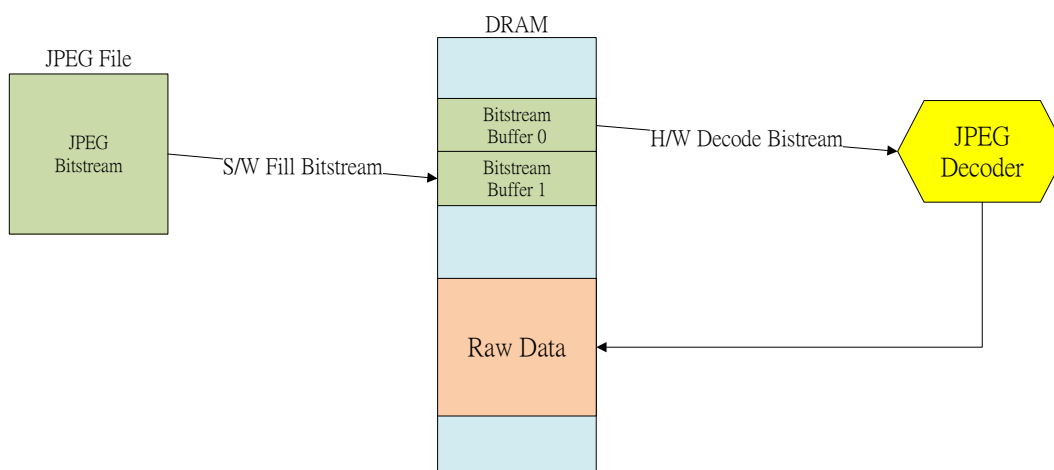 DRAM
JPEG File
JPEG
Bitstream
S/W Fill Bitstream
Bitstream
Buffer 0
Bitstream
Buffer 1
H/W Decode Bistream
JPEG
Decoder
Raw Data